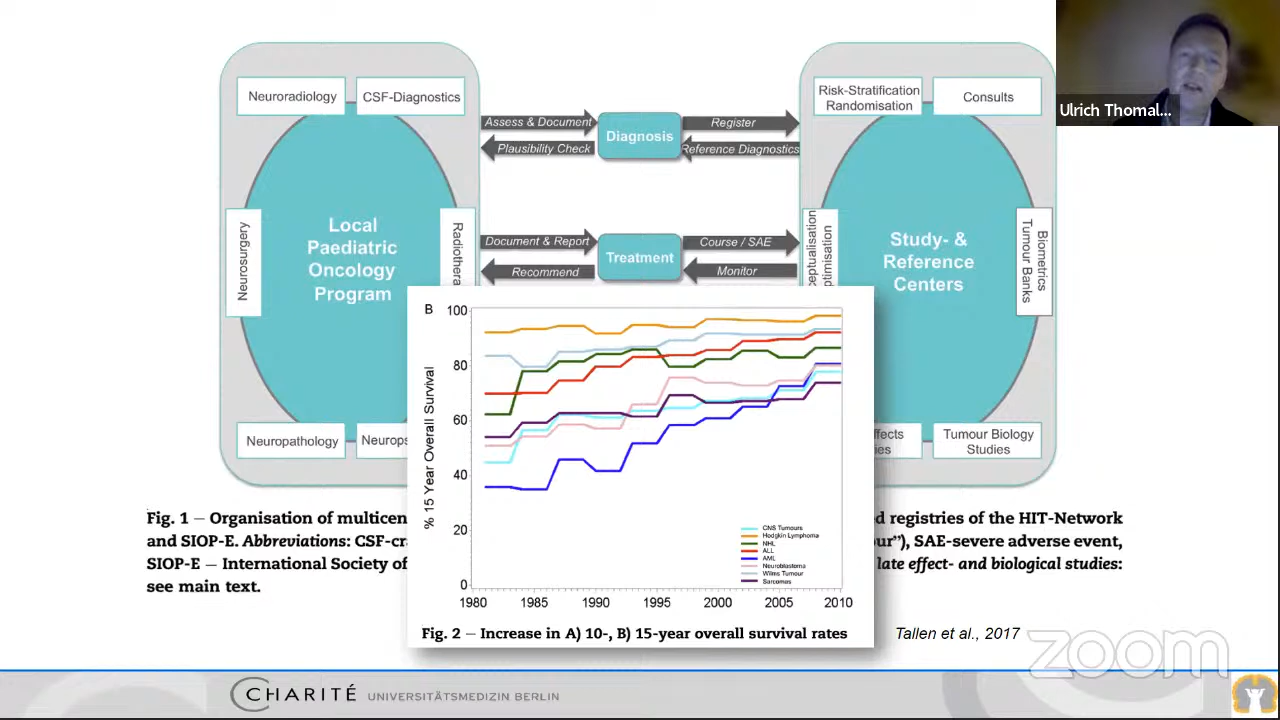 Neuroradiology
CSF-Diagnostics
Neurosurgery
Local
Paediatric
Oncology
Program
Neuropathology
Assess & Document
Plausibility Check
Diagnosis
Register
Reference Diagnostics
Document & Report
Recommend
Treatment
Course / SAE
Monitor
Risk-Stratification
Randomisation
Consults
Study- &
Reference
Centers
Biometrics
Tumour Banks
Tumour Biology
Studies
Ulrich Thomal...
B
% 15 Year Overall Survival
100
80
60
40
20
0
1980 1985 1990 1995 2000 2005 2010
CNS Tumours
Hodgkin Lymphoma
NHL
ALL
AML
Neuroblastoma
Wilms Tumour
Sarcomas
Fig. 2 – Increase in A) 10-, B) 15-year overall survival rates
Fig. 1 – Organisation of multicen
d registries of the HIT-Network
and SIOP-E. Abbreviations: CSF-cr
our"), SAE-severe adverse event,
SIOP-E – International Society of
late effect- and biological studies:
see main text.
Tallen et al., 2017
zoom
CHARITÉ UNIVERSITÄTSMEDIZIN BERLIN